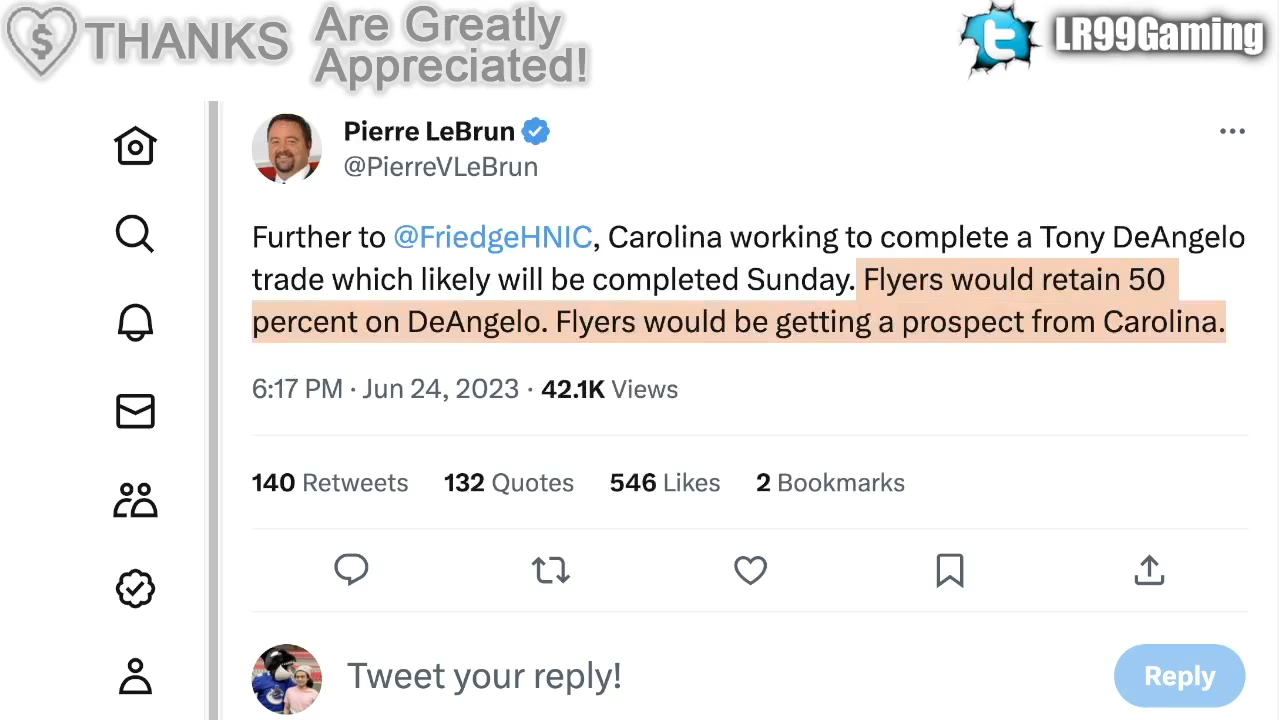 THANKS Are Greatly
Appreciated!
LR99Gaming
Pierre LeBrun
@PierreVLeBrun
Further to @FriedgeHNIC, Carolina working to complete a Tony DeAngelo
trade which likely will be completed Sunday. Flyers would retain 50
percent on DeAngelo. Flyers would be getting a prospect from Carolina.
6:17 PM · Jun 24, 2023 · 42.1K Views
140 Retweets 132 Quotes 546 Likes 2 Bookmarks
Tweet your reply!
Reply